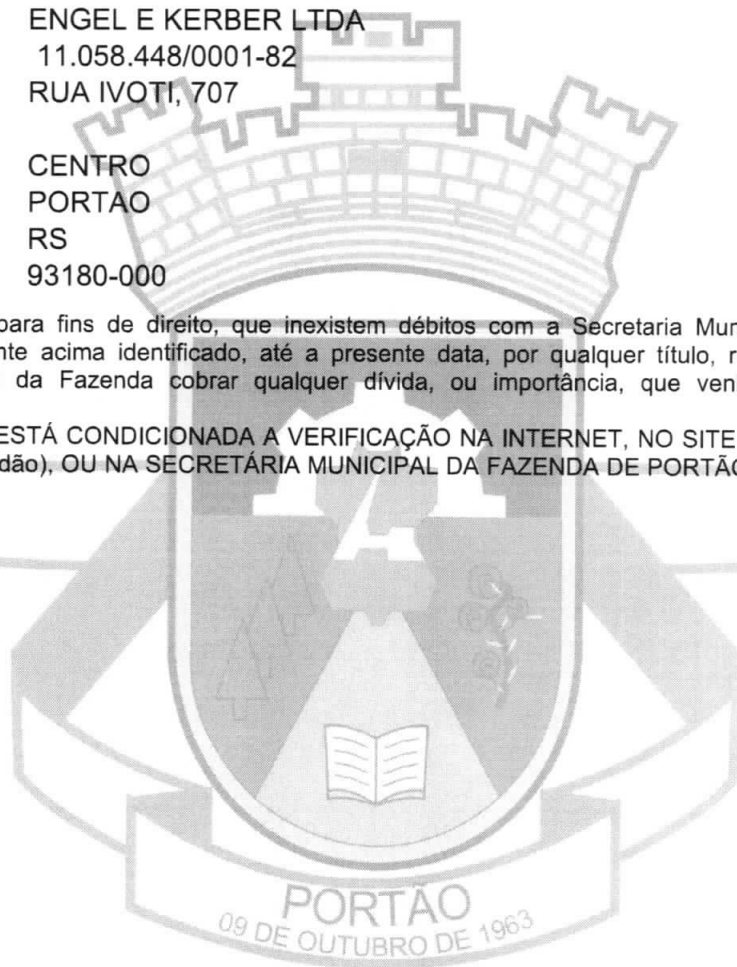 ENGEL E KERBER LTDA
11.058.448/0001-82
RUA IVOTI, 707
CENTRO
PORTAO
RS
93180-000
para fins de direito, que inexistem débitos com a Secretaria Mun
nte acima identificado, até a presente data, por qualquer título, r
da Fazenda cobrar qualquer dívida, ou importância, que ven
ESTÁ CONDICIONADA A VERIFICAÇÃO NA INTERNET, NO SITE
dão), OU NA SECRETÁRIA MUNICIPAL DA FAZENDA DE PORTÃO
PORTÃO
09 DE OUTUBRO DE 1963